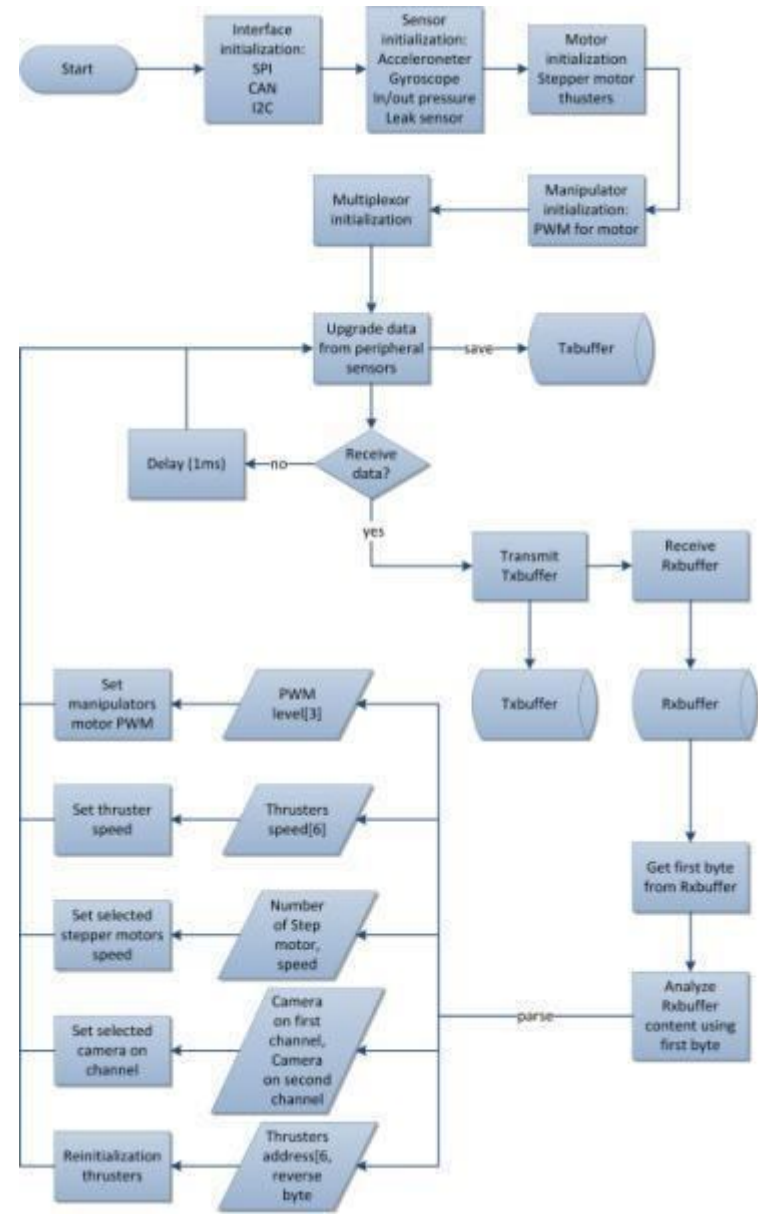 Start
Interface
initialization:
SPI
CAN
I2C
Sensor
initialization:
Acceleroneter
Gyroscope
In/out pressure
Leak sensor
Motor
initialization
Stepper motor
thusters
Multiplexor
initialization
Manipulator
initialization:
PWM for motor
Upgrade data
from peripheral
sensors
save
Txbuffer
Delay (1ms)
no
Receive
data?
yes
Transmit
Txbuffer
Receive
Rxbuffer
Txbuffer
Rxbuffer
Set
manipulators
motor PWM
PWM
level[3]
Set thruster
speed
Thrusters
speed[6]
Get first byte
from Rxbuffer
Set selected
stepper motors
speed
Number
of Step
motor,
speed
Analyze
Rxbuffer
content using
first byte
parse
Set selected
camera on
channel
Camera
on first
channel,
Camera
on second
channel
Reinitialization
thrusters
Thrusters
address[6,
reverse
byte